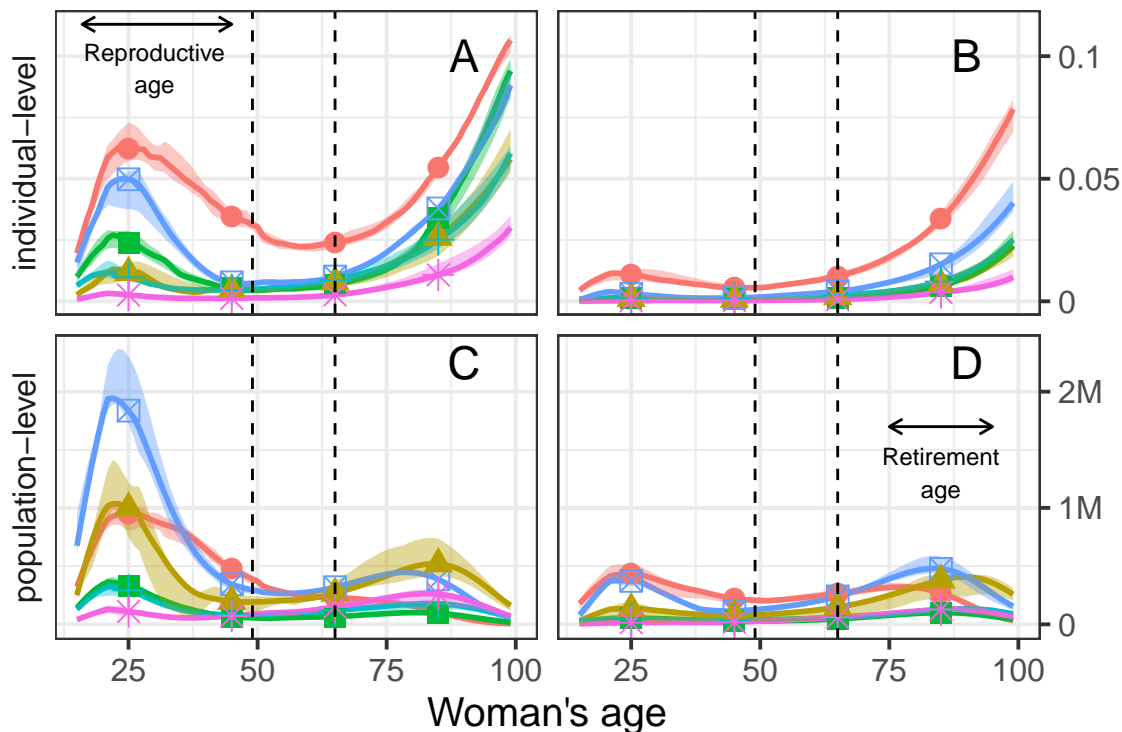 Reproductive
age
A
B
0.1
0.05
0
individual−level
C
D
2M
Retirement
age
1M
0
population−level
25
50
75
100
25
50
75
100
Woman's age